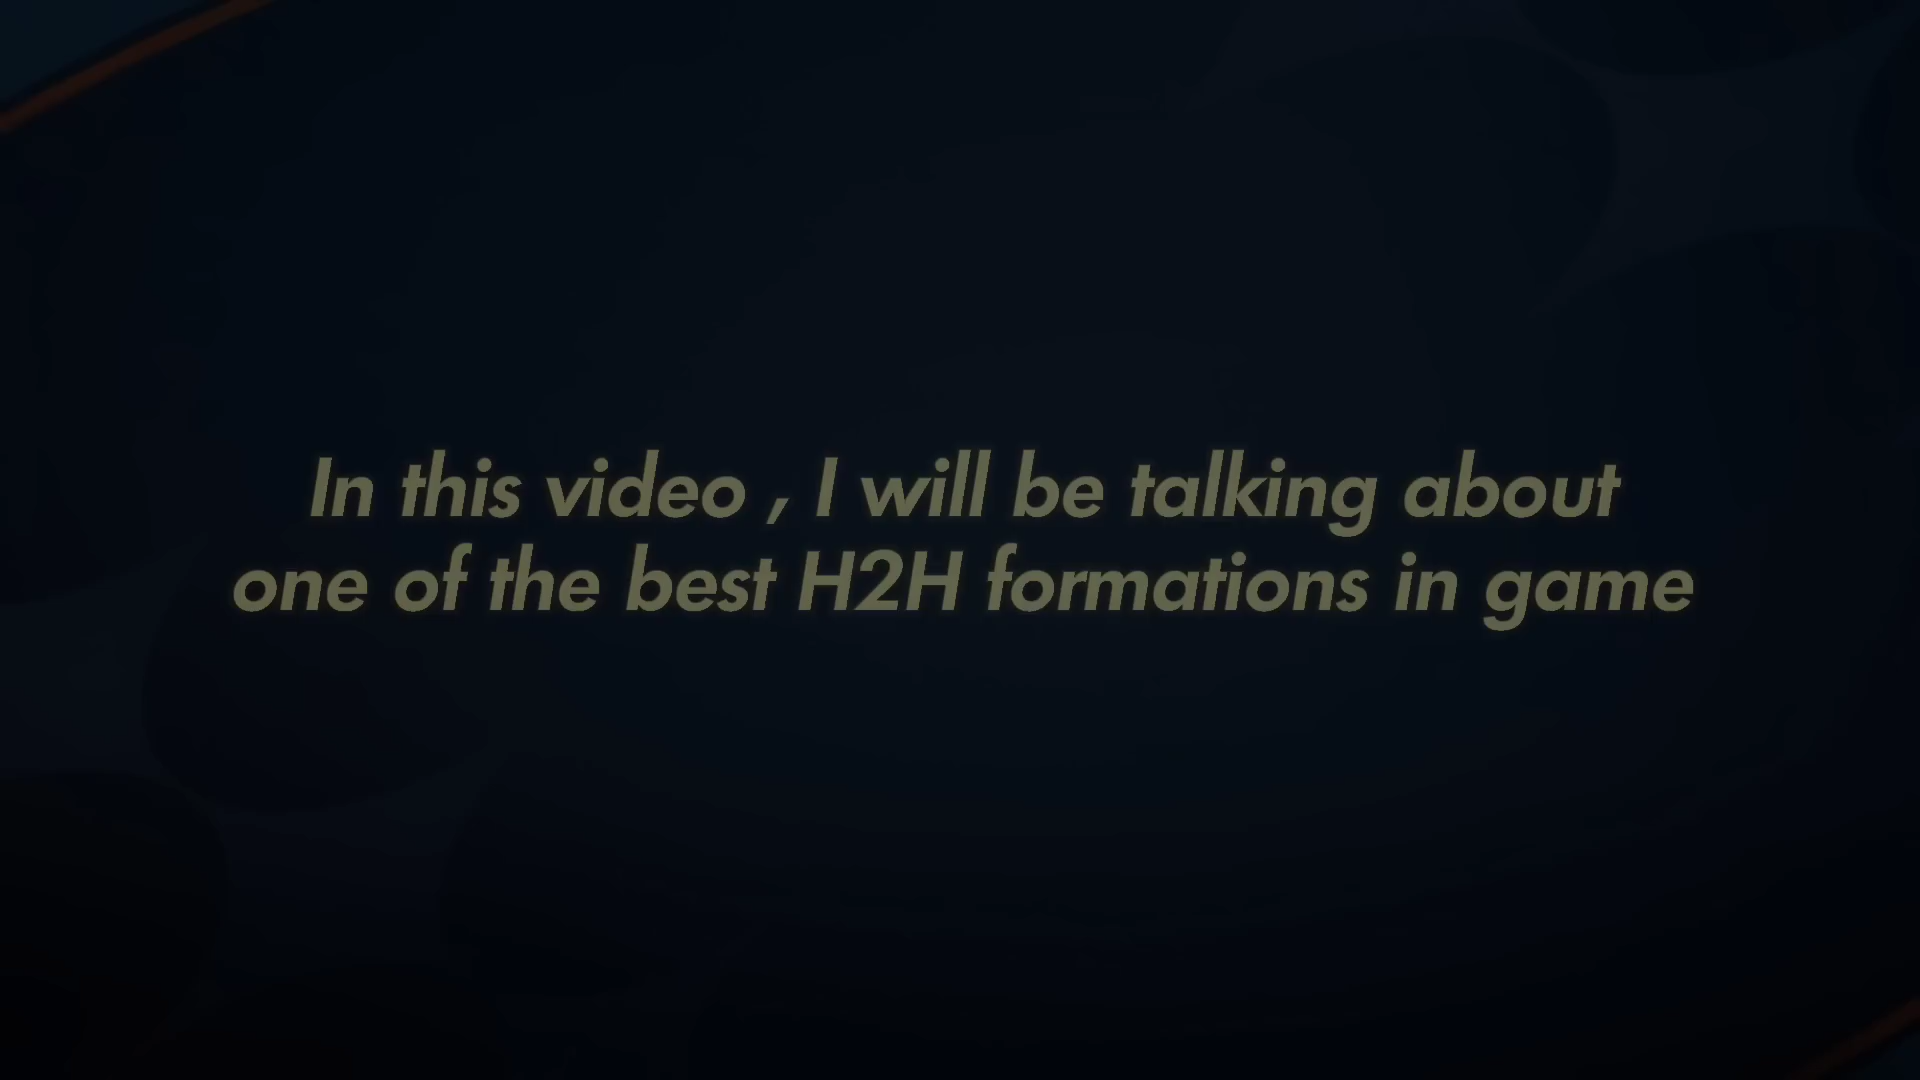 In this video , I will be talking about
one of the best H2H formations in game